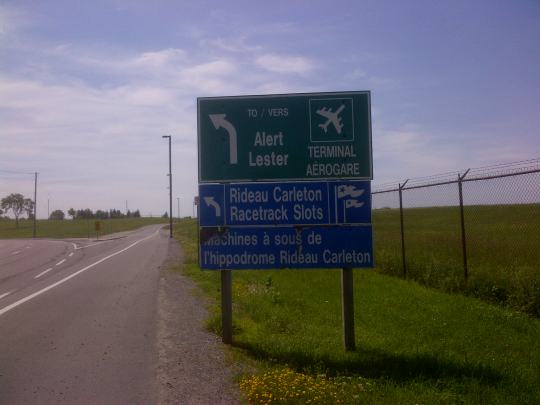 TO / VERS
Alert
Lester
TERMINAL
AÉROGARE
Rideau Carleton
Racetrack Slots
Machines à sous de
l'hippodrome Rideau Carleton